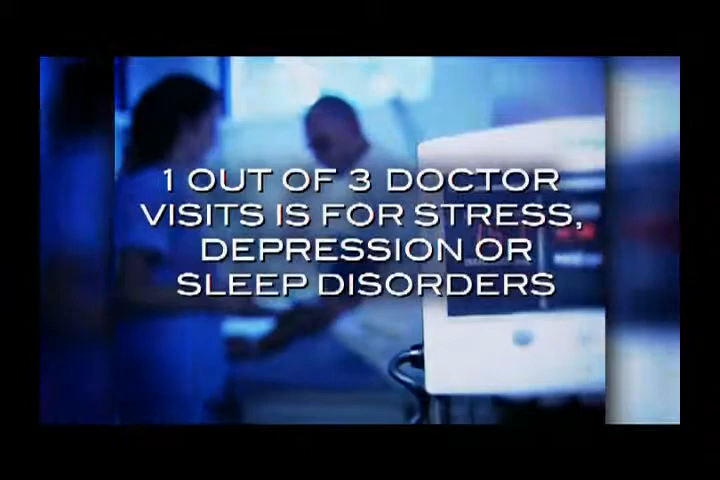 1 OUT OF 3 DOCTOR
VISITS IS FOR STRESS,
DEPRESSION OR
SLEEP DISORDERS